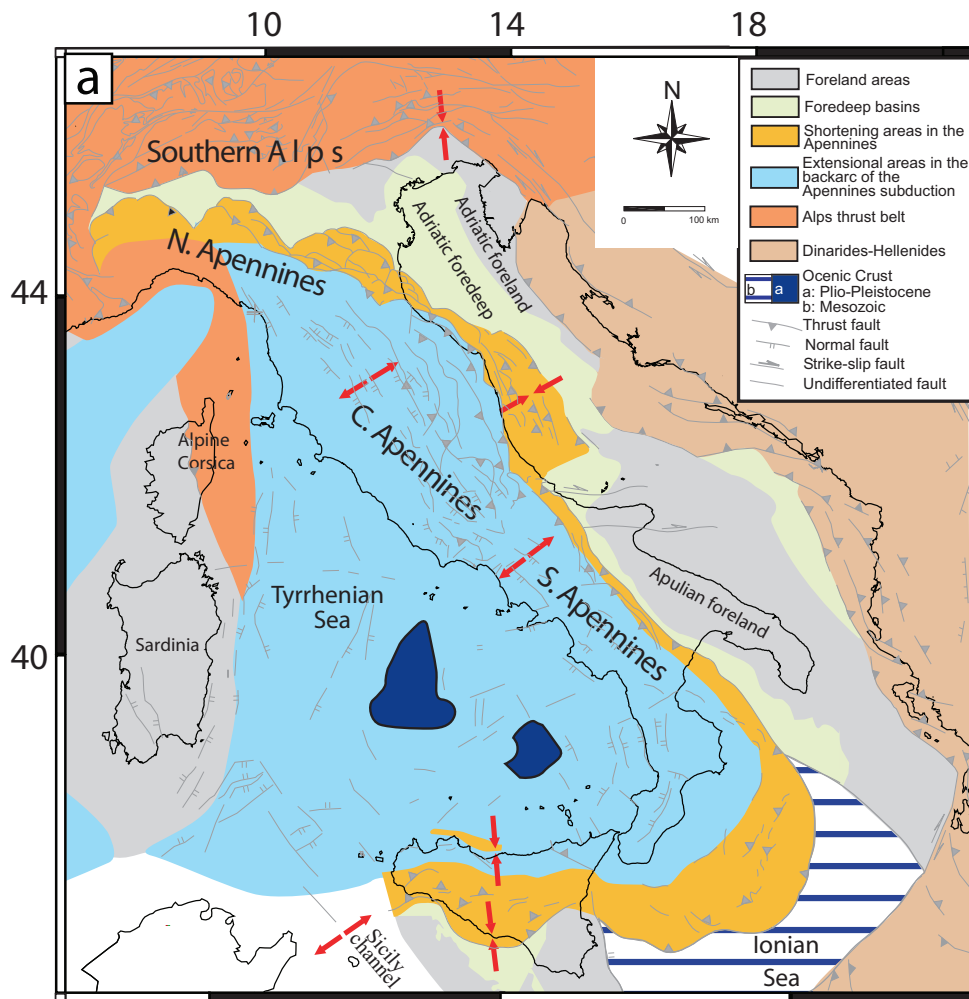 10 14 18
a
N
0 100 km
Foreland areas
Foredeep basins
Shortening areas in the
Apennines
Extensional areas in the
backarc of the
Apennines subduction
Alps thrust belt
Dinarides-Hellenides
b a
Ocenic Crust
a: Plio-Pleistocene
b: Mesozoic
Thrust fault
Normal fault
Strike-slip fault
Undifferentiated fault
Southern Alps
Adriatic foredeep
Adriatic foreland
N. Apennines
44
C. Apennines
Alpine
Corsica
S. Apennines
Apulian foreland
Tyrrhenian
Sea
Sardinia
40
Sicily
channel
Ionian
Sea